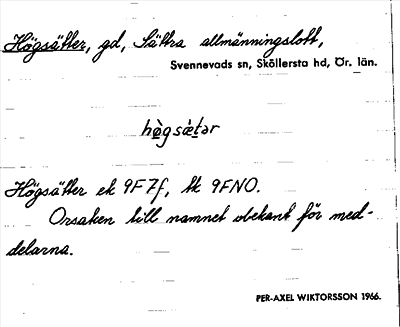 Högsätter, gd, Sättra allmänningslott,
Svennevads sn, Sköllersta hd, Ör. län.
hø̀gsæ̀tər
Högsätter ek 9F7f, tk 9FNO.
Orsaken till namnet obekant för med-
delarna.
PER-AXEL WIKTORSSON 1966.